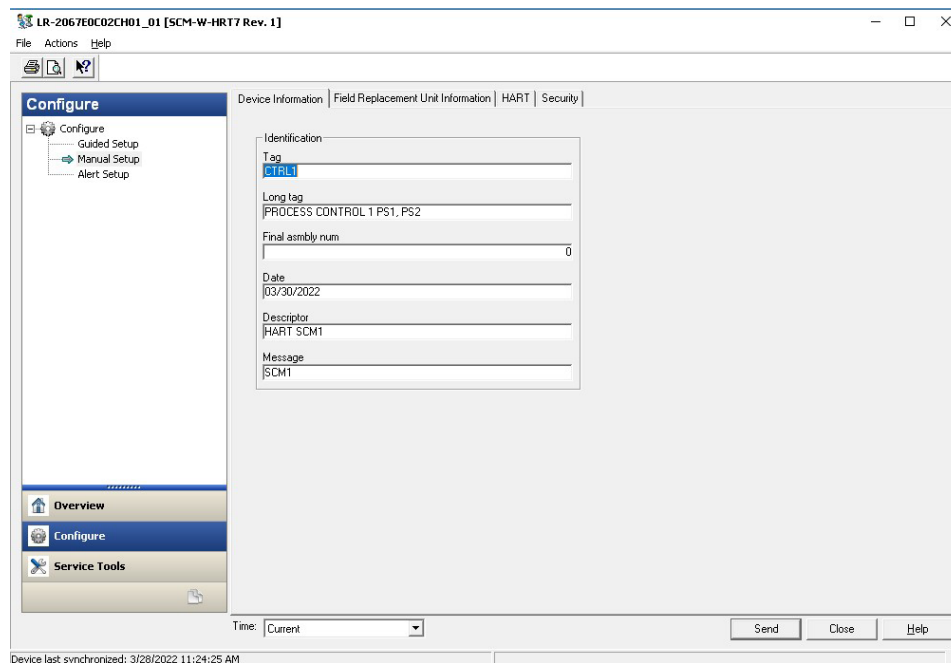 LR-2067E0C02CH01_01 [SCM-W-HRT7 Rev. 1]
File Actions Help
Configure
Configure
Guided Setup
Manual Setup
Alert Setup
Overview
Configure
Service Tools
Device Information Field Replacement Unit Information HART Security
Identification
Tag
CTRL1
Long tag
PROCESS CONTROL 1 PS1, PS2
Final asmbly num
0
Date
03/30/2022
Descriptor
HART SCM1
Message
SCM1
Time: Current
Send Close Help
Device last synchronized: 3/28/2022 11:24:25 AM